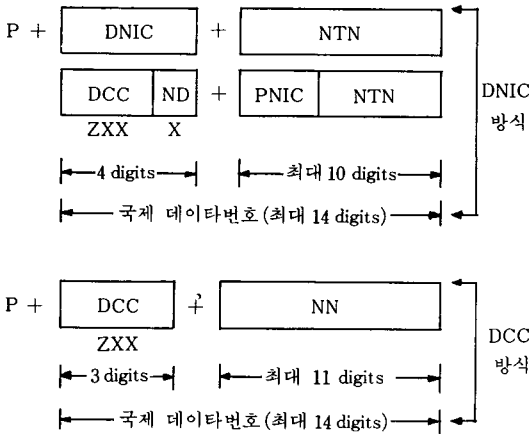 P + DNIC + NTN
DCC ND + PNIC NTN
ZXX X
DNIC
방식
4 digits 최대 10 digits
국제 데이타번호(최대 14 digits)
P + DCC + NN
ZXX
DCC
방식
3 digits 최대 11 digits
국제 데이타번호(최대 14 digits)